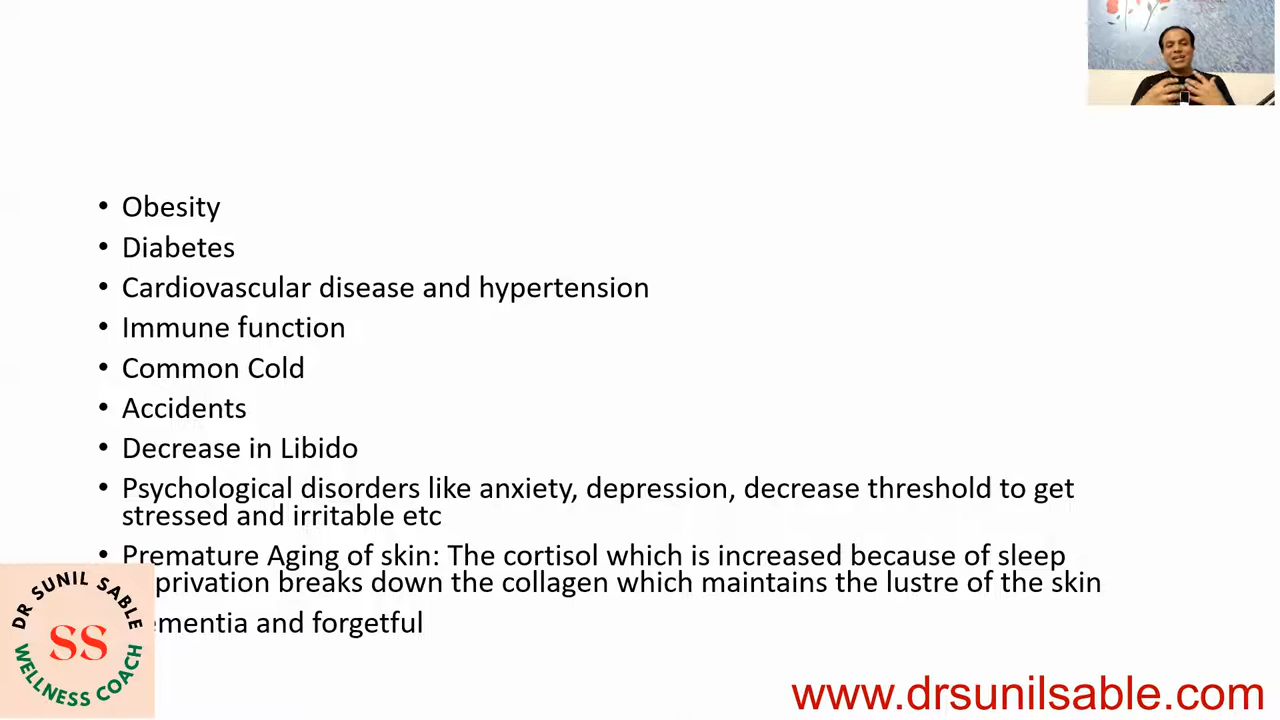 • Obesity
• Diabetes
• Cardiovascular disease and hypertension
• Immune function
• Common Cold
• Accidents
• Decrease in Libido
• Psychological disorders like anxiety, depression, decrease threshold to get
stressed and irritable etc
• Premature Aging of skin: The cortisol which is increased because of sleep
privation breaks down the collagen which maintains the lustre of the skin
ementia and forgetful
DR SUNIL SABLE
SS
WELLNESS COACH
www.drsunilsable.com